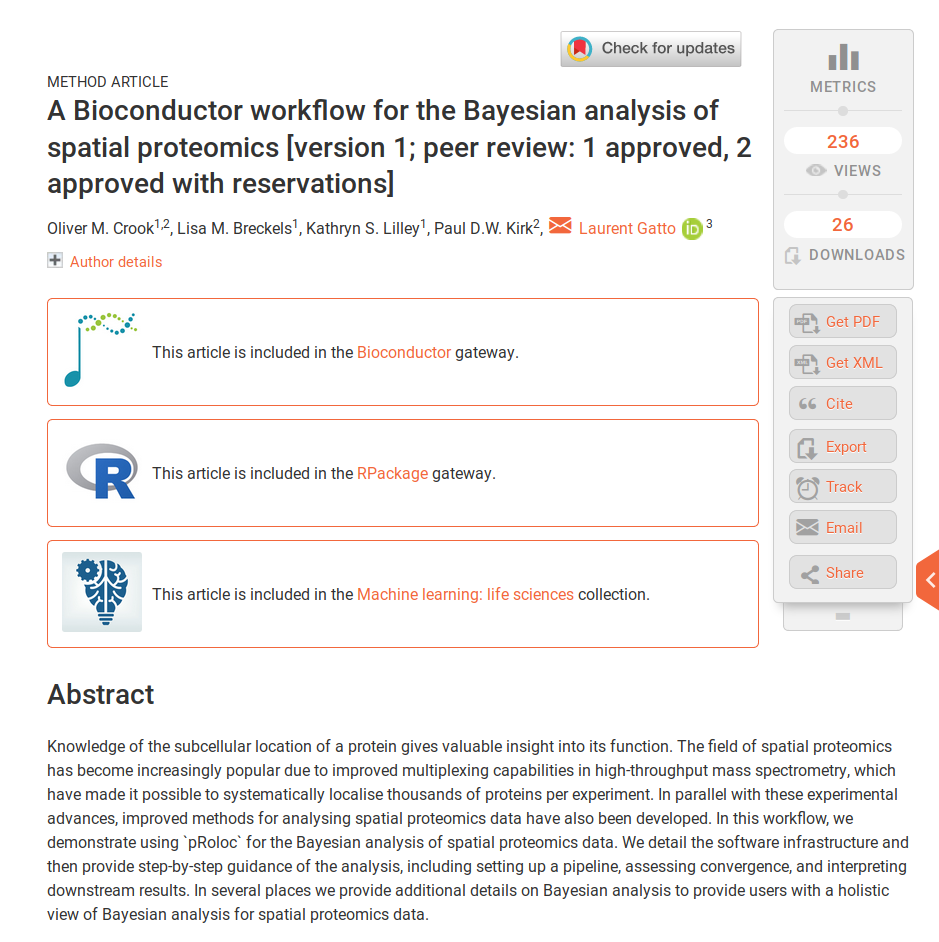 Check for updates
METHOD ARTICLE
A Bioconductor workflow for the Bayesian analysis of
spatial proteomics [version 1; peer review: 1 approved, 2
approved with reservations]
Oliver M. Crook1,2, Lisa M. Breckels1, Kathryn S. Lilley1, Paul D.W. Kirk2, Laurent Gatto iD 3
Author details
This article is included in the Bioconductor gateway.
R
This article is included in the RPackage gateway.
This article is included in the Machine learning: life sciences collection.
METRICS
236
VIEWS
26
DOWNLOADS
PDF Get PDF
XML Get XML
Cite
Export
Track
Email
Share
Abstract
Knowledge of the subcellular location of a protein gives valuable insight into its function. The field of spatial proteomics
has become increasingly popular due to improved multiplexing capabilities in high-throughput mass spectrometry, which
have made it possible to systematically localise thousands of proteins per experiment. In parallel with these experimental
advances, improved methods for analysing spatial proteomics data have also been developed. In this workflow, we
demonstrate using `pRoloc` for the Bayesian analysis of spatial proteomics data. We detail the software infrastructure and
then provide step-by-step guidance of the analysis, including setting up a pipeline, assessing convergence, and interpreting
downstream results. In several places we provide additional details on Bayesian analysis to provide users with a holistic
view of Bayesian analysis for spatial proteomics data.